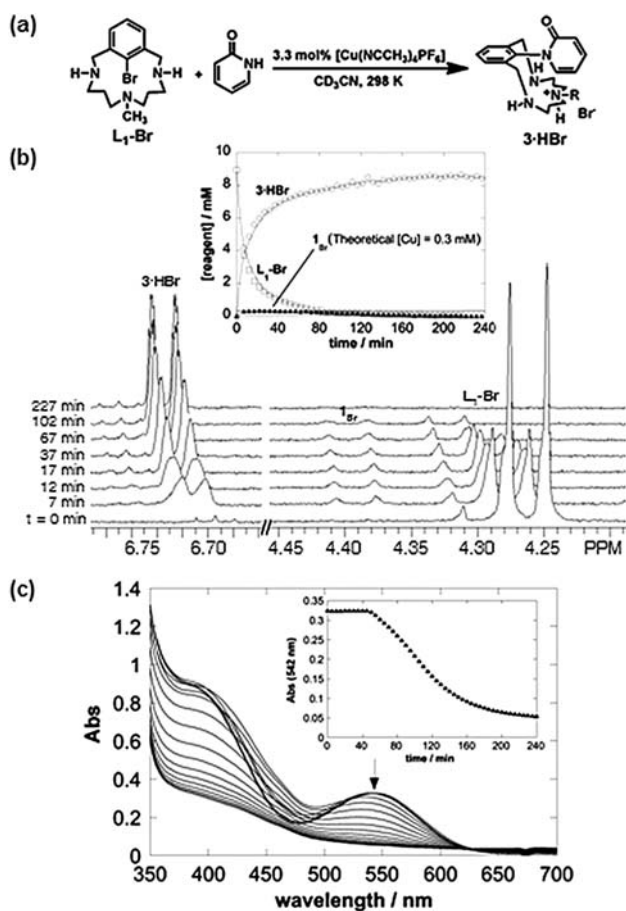 (a)
Br
N
H
N
H
N
CH3
L1-Br
+
O
NH
3.3 mol% [Cu(NCCH3)4PF6]
CD3CN, 298 K
O
N
H
N
H-N
N-R
+
H
Br-
3·HBr
(b)
[reagent] / mM
10
8
6
4
2
0
3·HBr
1Br (Theoretical [Cu] = 0.3 mM)
L1-Br
0 40 80 120 160 200 240
time / min
3·HBr
1Br
L1-Br
227 min
102 min
67 min
37 min
17 min
12 min
7 min
t = 0 min
6.75 6.70 4.45 4.40 4.35 4.30 4.25 PPM
(c)
Abs
1.4
1.2
1
0.8
0.6
0.4
0.2
0
Abs (542 nm)
0.35
0.3
0.25
0.2
0.15
0.1
0.05
0 40 80 120 160 200 240
time / min
350 400 450 500 550 600 650 700
wavelength / nm